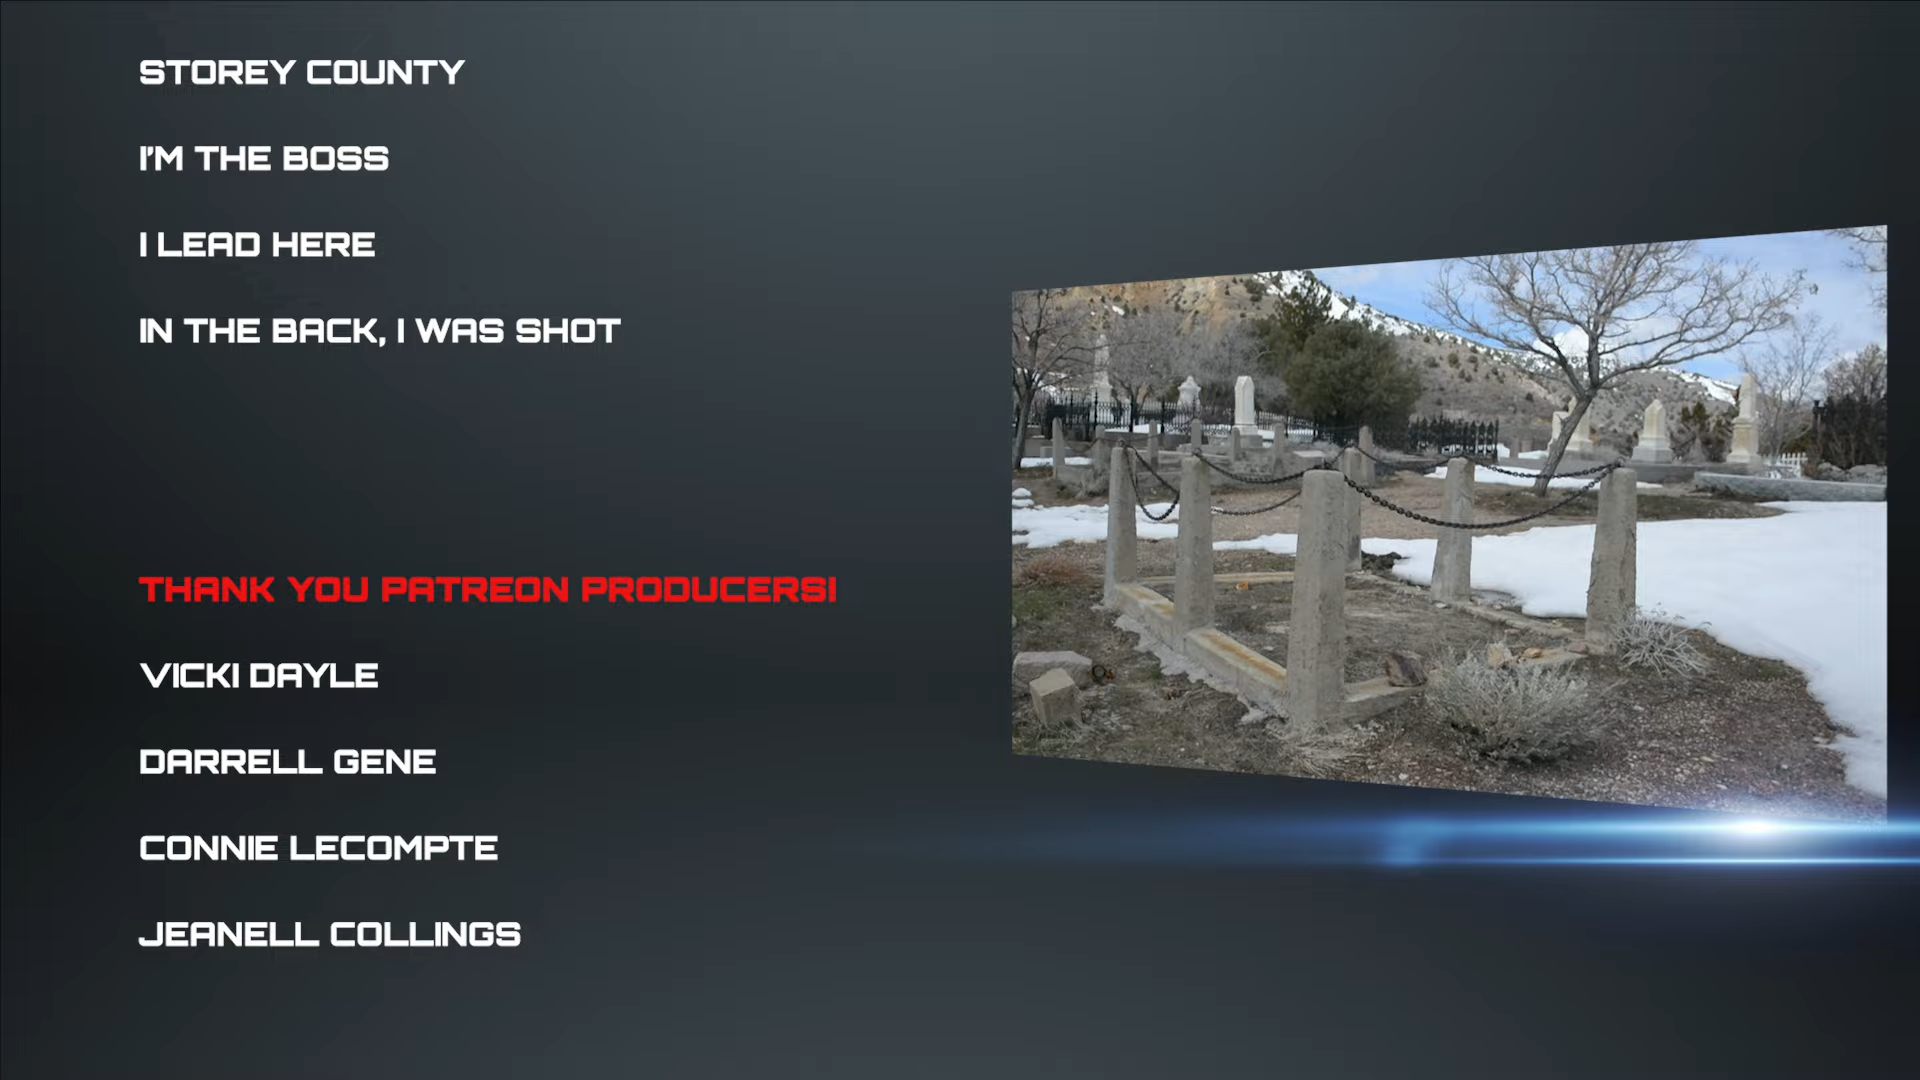 STOREY COUNTY
I'M THE BOSS
I LEAD HERE
IN THE BACK, I WAS SHOT
THANK YOU PATREON PRODUCERS!
VICKI DAYLE
DARRELL GENE
CONNIE LECOMPTE
JEANELL COLLINGS